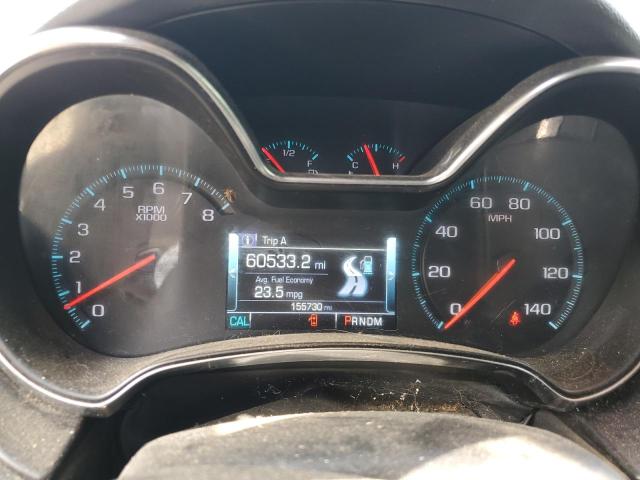 1/2
F
C H
0 1 2 3 4 5 6 7 8
RPM
X1000
Trip A
60533.2 mi
Avg. Fuel Economy
23.5 mpg
155730 mi
CAL
PRNDM
0 20 40 60 80 100 120 140
MPH